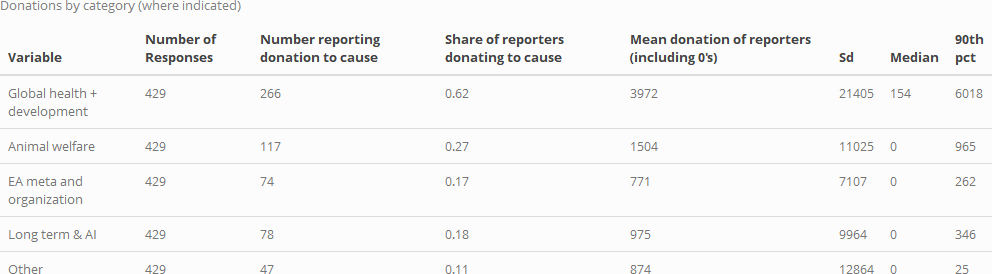 Donations by category (where indicated)
Variable Number of Responses Number reporting donation to cause Share of reporters donating to cause Mean donation of reporters (including 0's) Sd Median 90th pct
Global health + development 429 266 0.62 3972 21405 154 6018
Animal welfare 429 117 0.27 1504 11025 0 965
EA meta and organization 429 74 0.17 771 7107 0 262
Long term & AI 429 78 0.18 975 9964 0 346
Other 429 47 0.11 874 12864 0 25